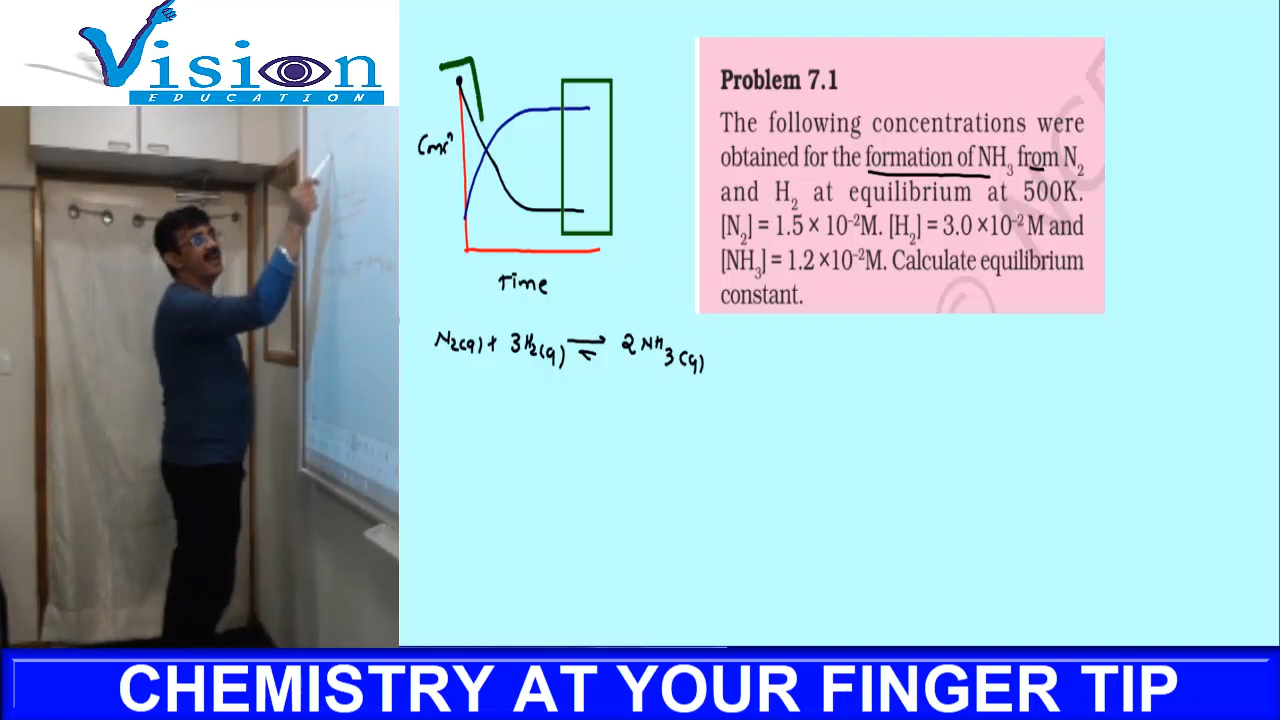 Vision
EDUCATION
Concⁿ
Time
N₂(g) + 3H₂(g) ⇌ 2NH₃(g)
Problem 7.1
The following concentrations were
obtained for the formation of NH₃ from N₂
and H₂ at equilibrium at 500K.
[N₂] = 1.5 × 10⁻²M. [H₂] = 3.0 ×10⁻² M and
[NH₃] = 1.2 ×10⁻²M. Calculate equilibrium
constant.
CHEMISTRY AT YOUR FINGER TIP